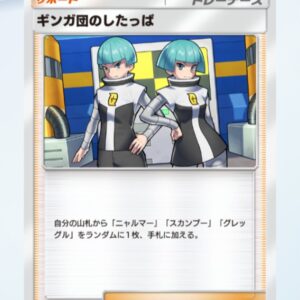 サポート
トレーナーズ
ギンガ団のしたっぱ
自分の山札から「ニャルマー」「スカンプー」「グレッ
グル」をランダムに1枚、手札に加える。